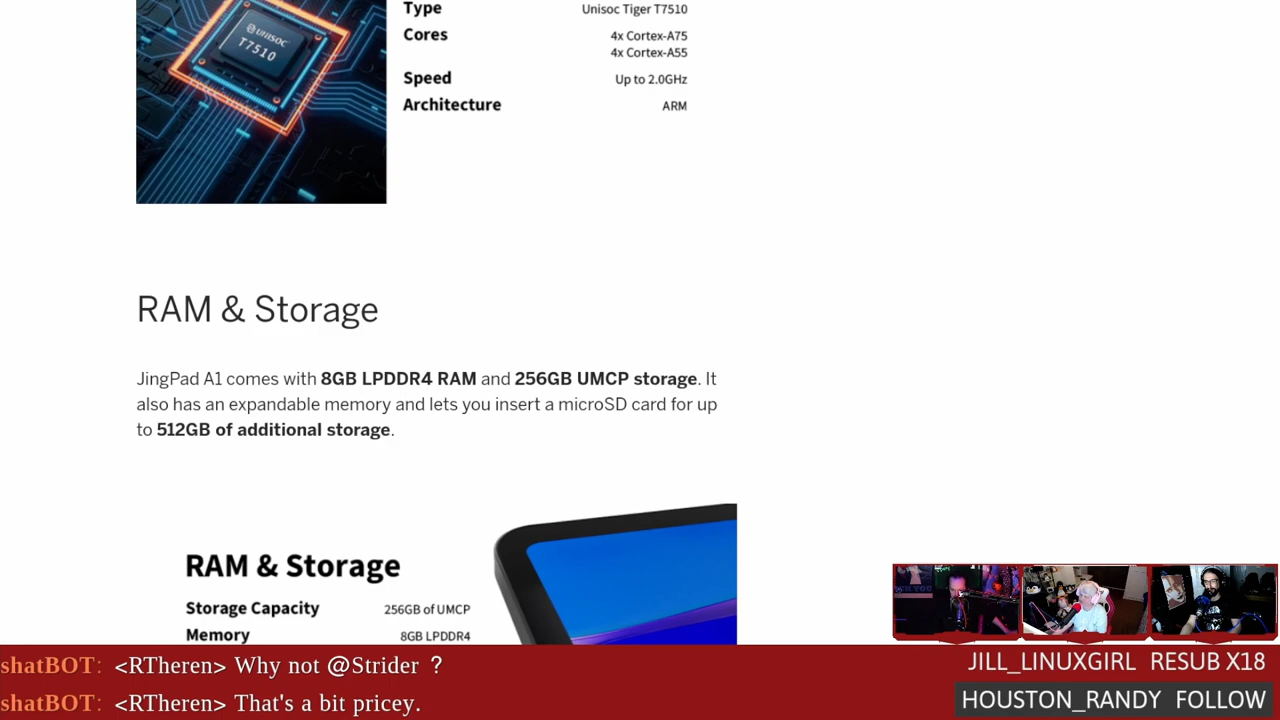 UNISOC
T7510
Type Unisoc Tiger T7510
Cores 4x Cortex-A75
4x Cortex-A55
Speed Up to 2.0GHz
Architecture ARM
RAM & Storage
JingPad A1 comes with 8GB LPDDR4 RAM and 256GB UMCP storage. It
also has an expandable memory and lets you insert a microSD card for up
to 512GB of additional storage.
RAM & Storage
Storage Capacity 256GB of UMCP
Memory 8GB LPDDR4
shatBOT: <RTheren> Why not @Strider ?
shatBOT: <RTheren> That's a bit pricey.
JILL_LINUXGIRL RESUB X18
HOUSTON_RANDY FOLLOW